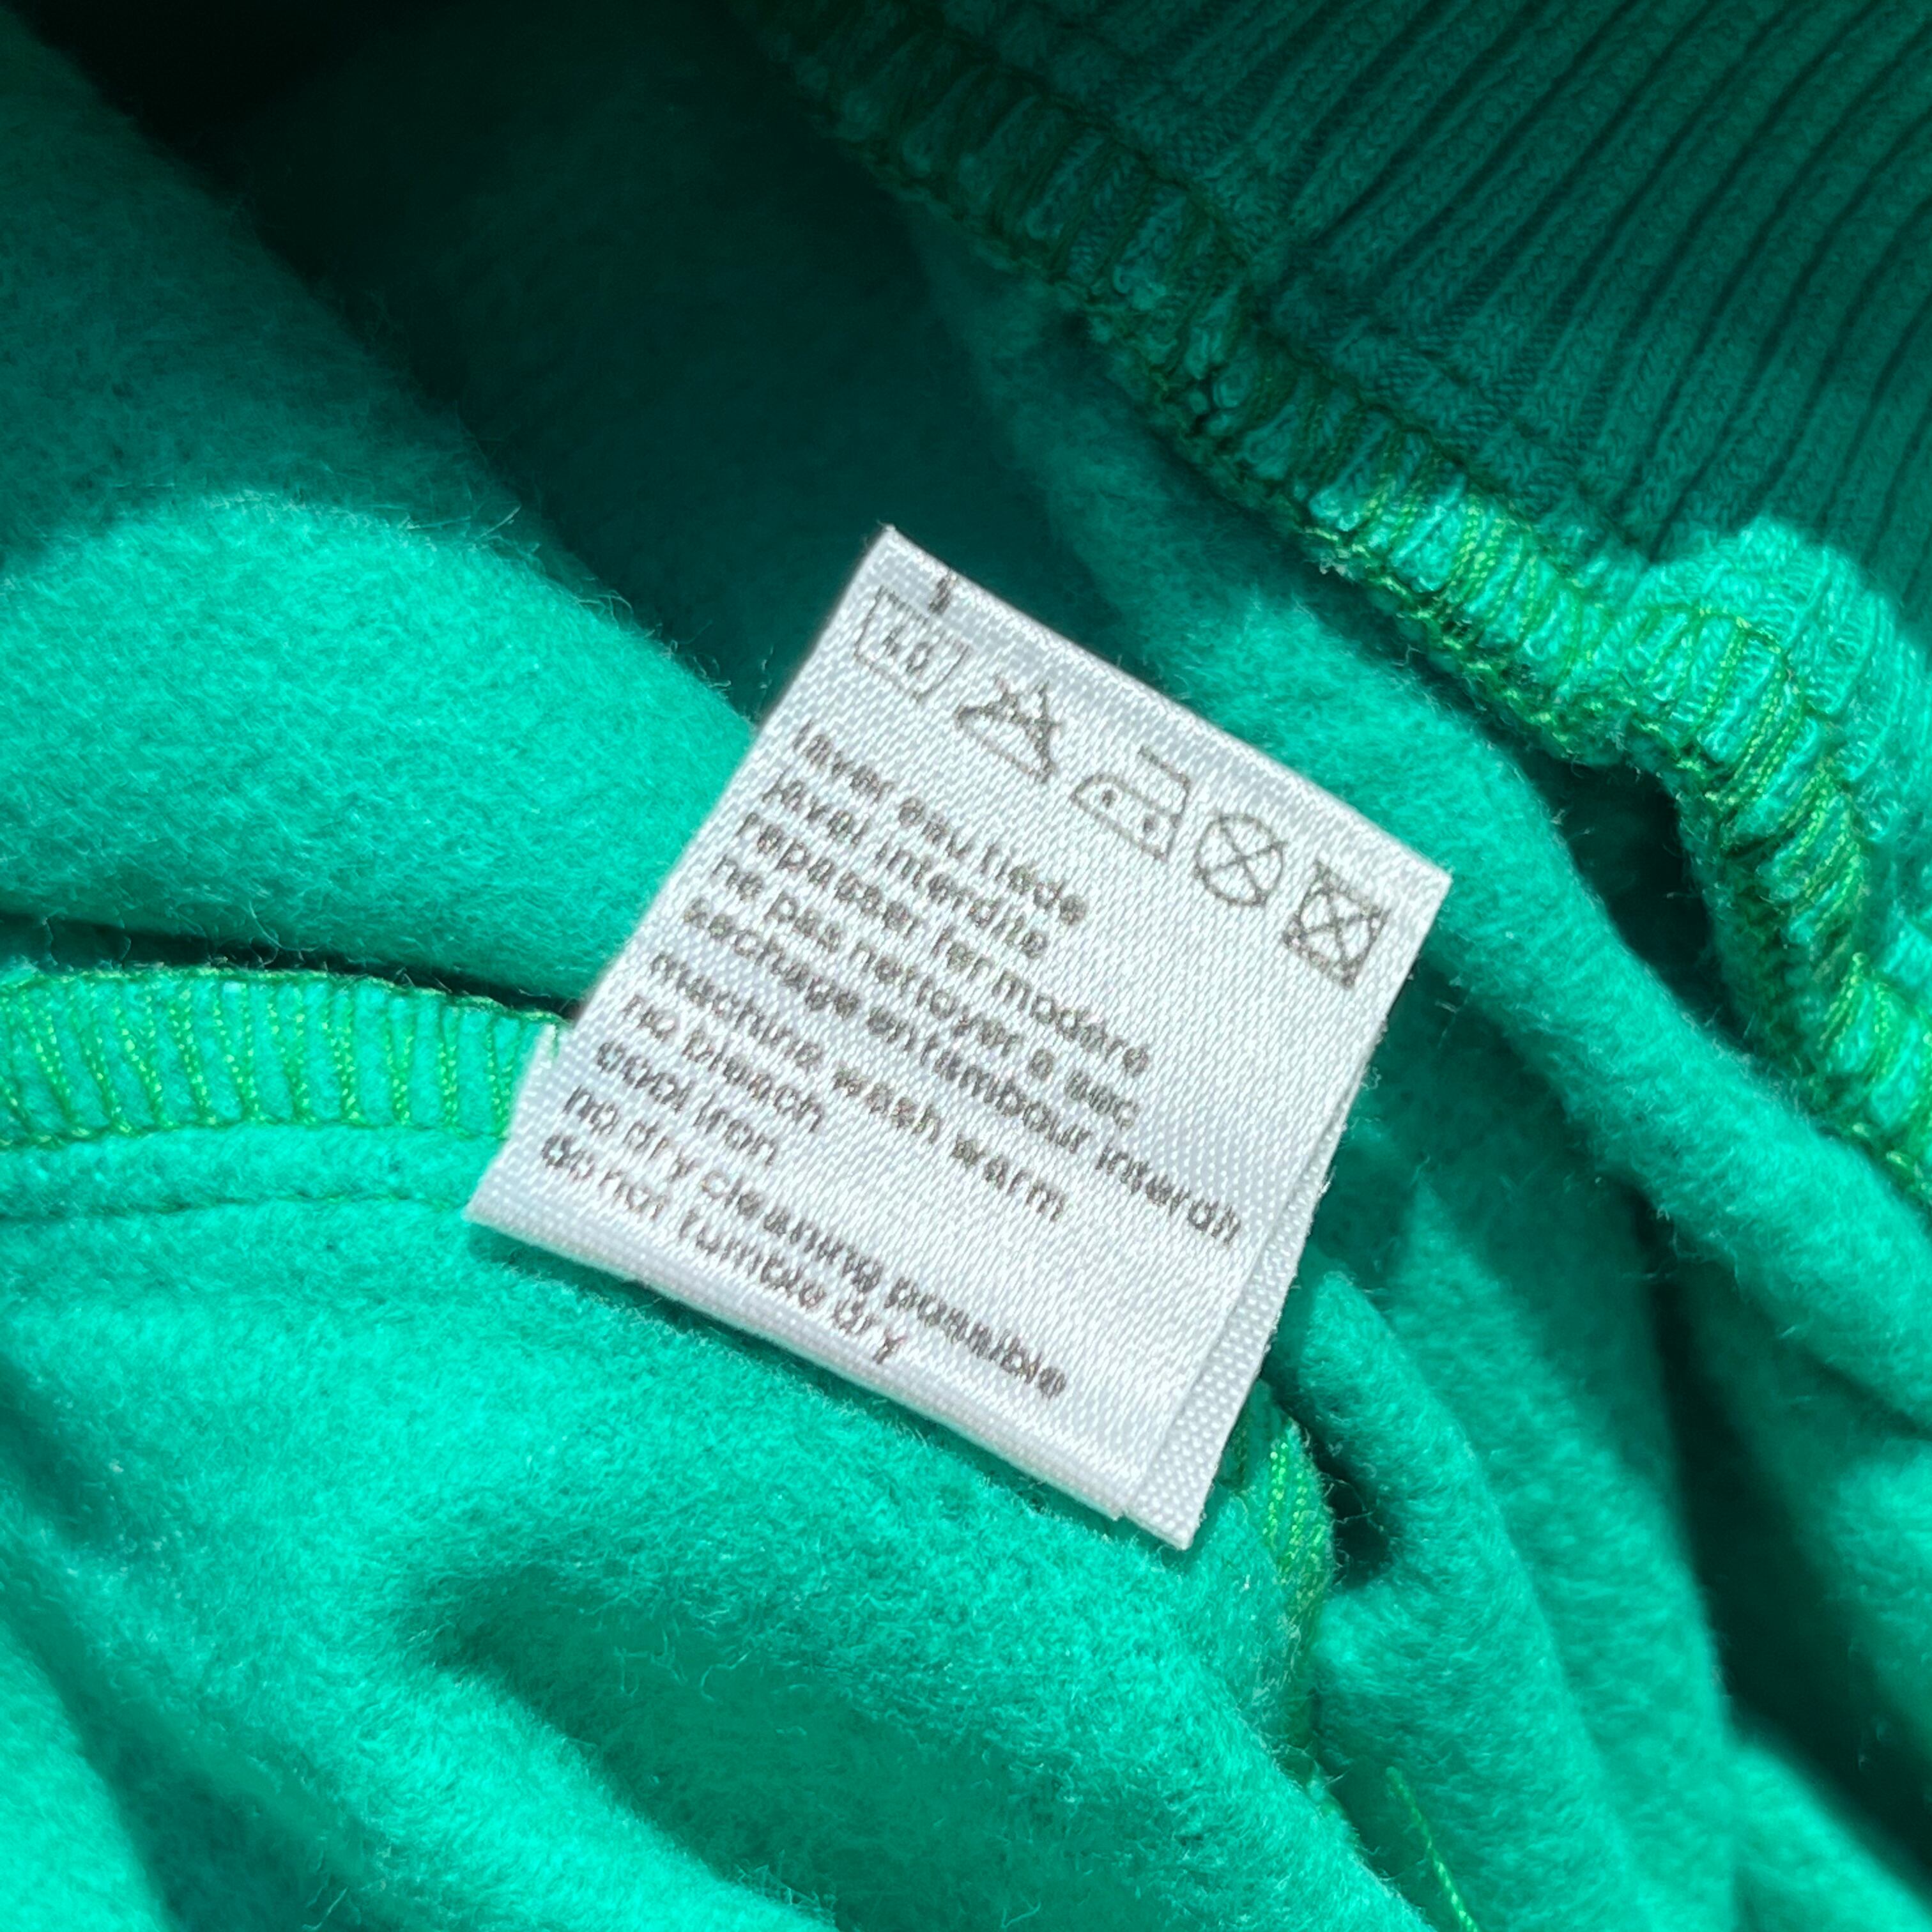 40
laver eau tiède
javel interdite
repasser fer modéré
ne pas nettoyer a sec
sechage en tambour interdit
machine wash warm
no bleach
cool iron
no dry cleaning possible
do not tumble dry